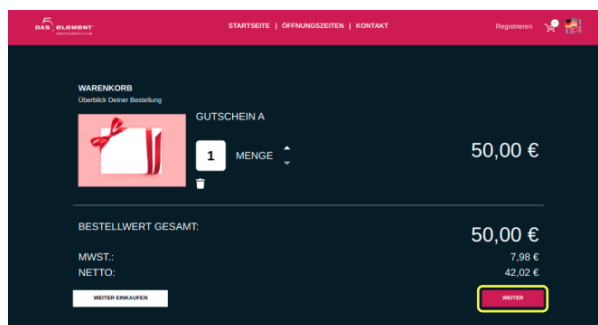 DAS ELEMENT
STARTSEITE | ÖFFNUNGSZEITEN | KONTAKT
Registrieren
WARENKORB
Überblick Deiner Bestellung
GUTSCHEIN A
1 MENGE
50,00 €
BESTELLWERT GESAMT:
50,00 €
MWST.:
7,98 €
NETTO:
42,02 €
WEITER EINKAUFEN
WEITER